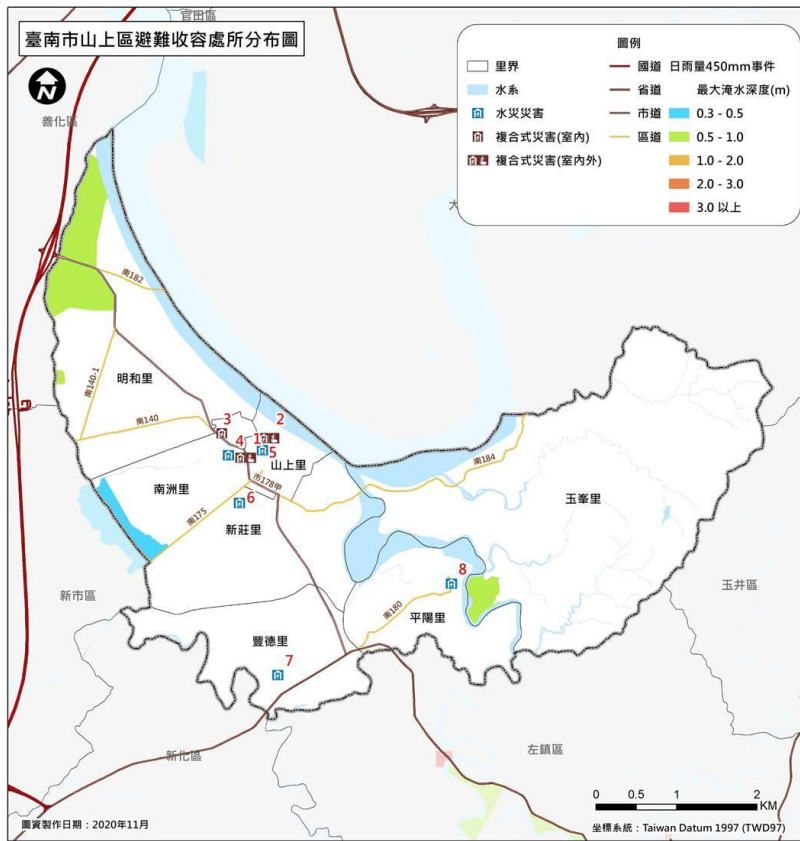 官田區
臺南市山上區避難收容處所分布圖
N
善化區
大
圖例
里界
水系
水災災害
複合式災害(室內)
複合式災害(室內外)
國道
省道
市道
區道
日雨量450mm事件
最大淹水深度(m)
0.3 - 0.5
0.5 - 1.0
1.0 - 2.0
2.0 - 3.0
3.0 以上
南182
南140-1
明和里
南140
3
2
4
1
5
山上里
南184
市178甲
南洲里
6
南175
新莊里
玉峯里
8
新市區
南180
平陽里
玉井區
豐德里
7
新化區
左鎮區
0 0.5 1 2
KM
圖資製作日期：2020年11月
坐標系統：Taiwan Datum 1997 (TWD97)